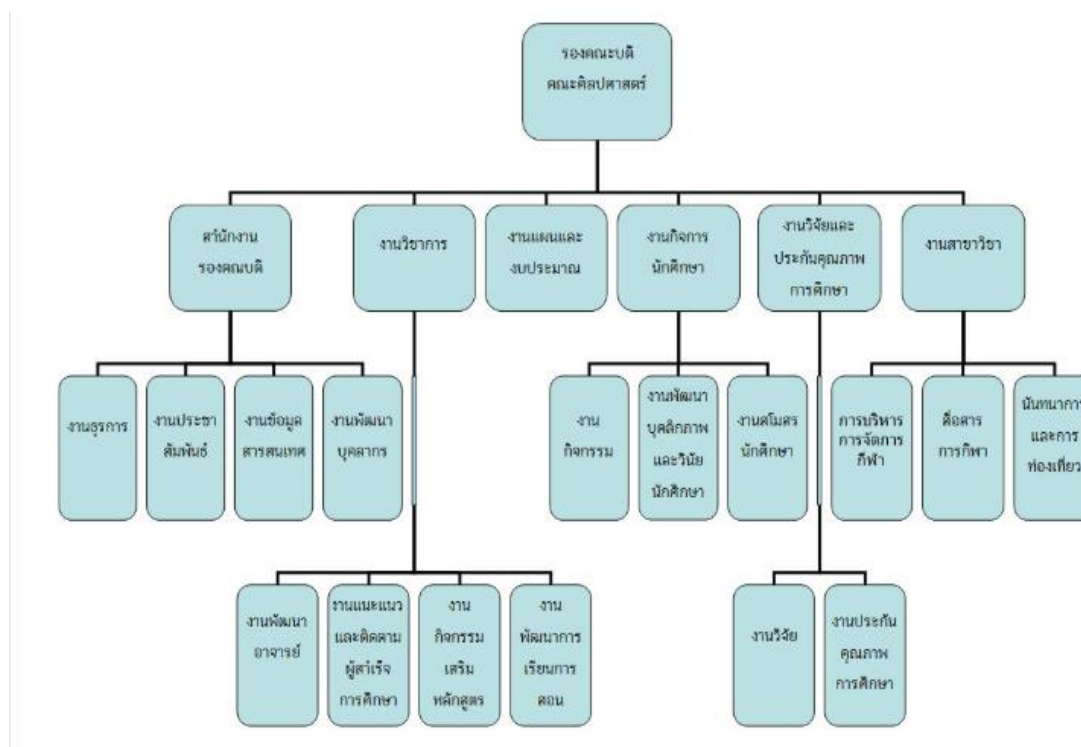 รองคณะบดี
คณะศิลปศาสตร์
สำนักงาน
รองคณบดี
งานวิชาการ
งานแผนและ
งบประมาณ
งานกิจการ
นักศึกษา
งานวิจัยและ
ประกันคุณภาพ
การศึกษา
งานสาขาวิชา
งานธุรการ
งานประชา
สัมพันธ์
งานข้อมูล
สารสนเทศ
งานพัฒนา
บุคลากร
งาน
กิจกรรม
งานพัฒนา
บุคลิกภาพ
และวินัย
นักศึกษา
งานสโมสร
นักศึกษา
การบริหาร
การจัดการ
กีฬา
สื่อสาร
การกีฬา
นันทนาการ
และการ
ท่องเที่ยว
งานพัฒนา
อาจารย์
งานแนะแนว
และติดตาม
ผู้สำเร็จ
การศึกษา
งาน
กิจกรรม
เสริม
หลักสูตร
งาน
พัฒนาการ
เรียนการ
สอน
งานวิจัย
งานประกัน
คุณภาพ
การศึกษา